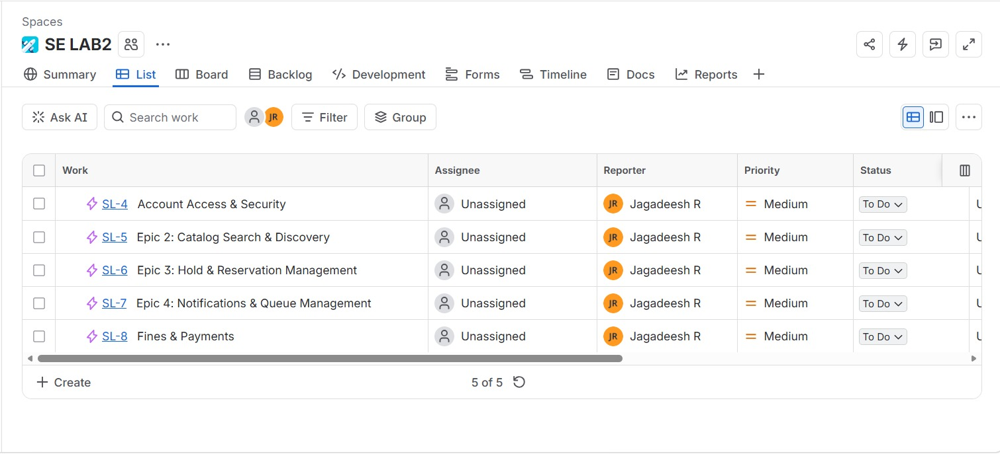 Spaces
SE LAB2
Summary List Board Backlog Development Forms Timeline Docs Reports
Ask AI Search work JR Filter Group
Work Assignee Reporter Priority Status
SL-4 Account Access & Security Unassigned JR Jagadeesh R Medium To Do
SL-5 Epic 2: Catalog Search & Discovery Unassigned JR Jagadeesh R Medium To Do
SL-6 Epic 3: Hold & Reservation Management Unassigned JR Jagadeesh R Medium To Do
SL-7 Epic 4: Notifications & Queue Management Unassigned JR Jagadeesh R Medium To Do
SL-8 Fines & Payments Unassigned JR Jagadeesh R Medium To Do
Create 5 of 5